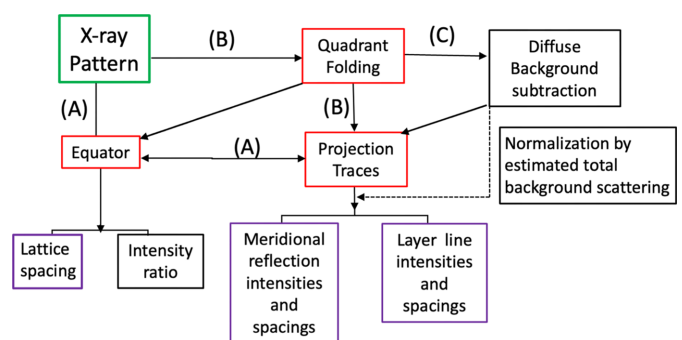 X-ray
Pattern
(B)
Quadrant
Folding
(C)
Diffuse
Background
subtraction
(A)
(B)
Equator
(A)
Projection
Traces
Normalization by
estimated total
background scattering
Lattice
spacing
Intensity
ratio
Meridional
reflection
intensities
and
spacings
Layer line
intensities
and
spacings